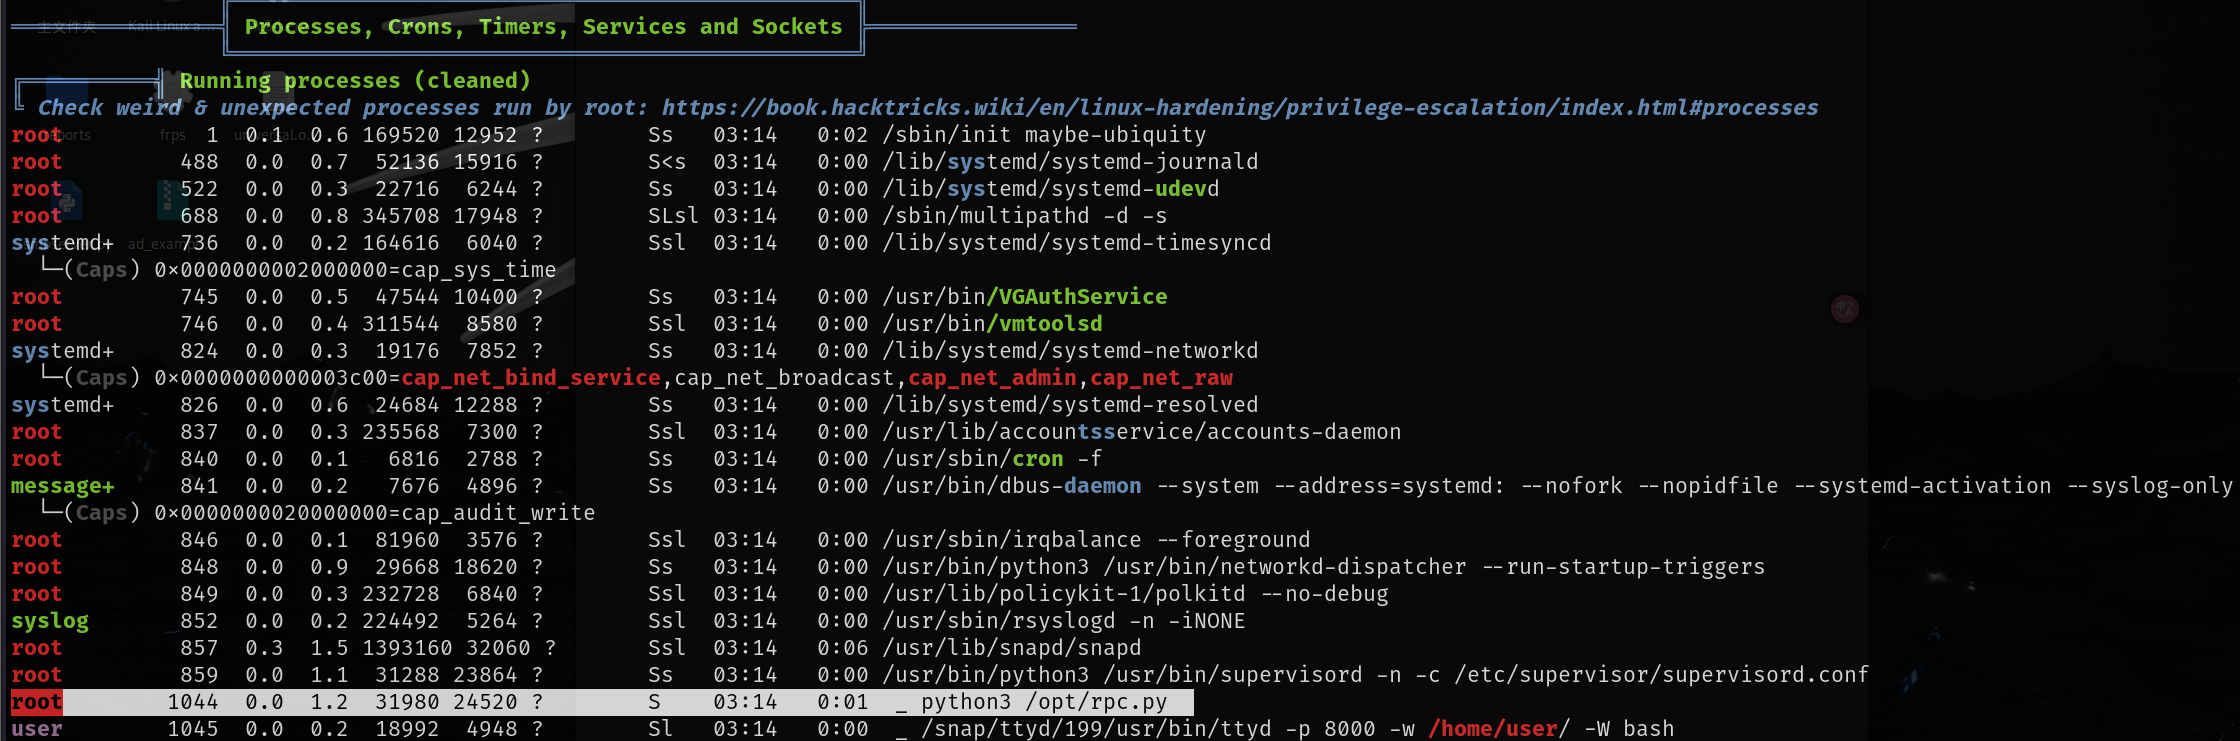 Processes, Crons, Timers, Services and Sockets
Running processes (cleaned)
Check weird & unexpected processes run by root: https://book.hacktricks.wiki/en/linux-hardening/privilege-escalation/index.html#processes
root 1 0.1 0.6 169520 12952 ? Ss 03:14 0:02 /sbin/init maybe-ubiquity
root 488 0.0 0.7 52136 15916 ? S<s 03:14 0:00 /lib/systemd/systemd-journald
root 522 0.0 0.3 22716 6244 ? Ss 03:14 0:00 /lib/systemd/systemd-udevd
root 688 0.0 0.8 345708 17948 ? SLsl 03:14 0:00 /sbin/multipathd -d -s
systemd+ 736 0.0 0.2 164616 6040 ? Ssl 03:14 0:00 /lib/systemd/systemd-timesyncd
└─(Caps) 0×0000000002000000=cap_sys_time
root 745 0.0 0.5 47544 10400 ? Ss 03:14 0:00 /usr/bin/VGAuthService
root 746 0.0 0.4 311544 8580 ? Ssl 03:14 0:00 /usr/bin/vmtoolsd
systemd+ 824 0.0 0.3 19176 7852 ? Ss 03:14 0:00 /lib/systemd/systemd-networkd
└─(Caps) 0×0000000000003c00=cap_net_bind_service,cap_net_broadcast,cap_net_admin,cap_net_raw
systemd+ 826 0.0 0.6 24684 12288 ? Ss 03:14 0:00 /lib/systemd/systemd-resolved
root 837 0.0 0.3 235568 7300 ? Ssl 03:14 0:00 /usr/lib/accountsservice/accounts-daemon
root 840 0.0 0.1 6816 2788 ? Ss 03:14 0:00 /usr/sbin/cron -f
message+ 841 0.0 0.2 7676 4896 ? Ss 03:14 0:00 /usr/bin/dbus-daemon --system --address=systemd: --nofork --nopidfile --systemd-activation --syslog-only
└─(Caps) 0×0000000020000000=cap_audit_write
root 846 0.0 0.1 81960 3576 ? Ssl 03:14 0:00 /usr/sbin/irqbalance --foreground
root 848 0.0 0.9 29668 18620 ? Ss 03:14 0:00 /usr/bin/python3 /usr/bin/networkd-dispatcher --run-startup-triggers
root 849 0.0 0.3 232728 6840 ? Ssl 03:14 0:00 /usr/lib/policykit-1/polkitd --no-debug
syslog 852 0.0 0.2 224492 5264 ? Ssl 03:14 0:00 /usr/sbin/rsyslogd -n -iNONE
root 857 0.3 1.5 1393160 32060 ? Ssl 03:14 0:06 /usr/lib/snapd/snapd
root 859 0.0 1.1 31288 23864 ? Ss 03:14 0:00 /usr/bin/python3 /usr/bin/supervisord -n -c /etc/supervisor/supervisord.conf
root 1044 0.0 1.2 31980 24520 ? S 03:14 0:01 _ python3 /opt/rpc.py
user 1045 0.0 0.2 18992 4948 ? Sl 03:14 0:00 _ /snap/ttyd/199/usr/bin/ttyd -p 8000 -w /home/user/ -W bash